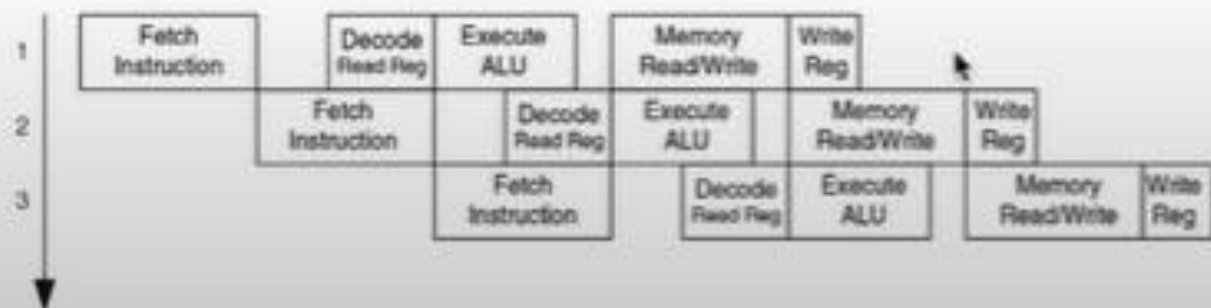 1
Fetch
Instruction
Decode
Read Reg
Execute
ALU
Memory
Read/Write
Write
Reg
2
Fetch
Instruction
Decode
Read Reg
Execute
ALU
Memory
Read/Write
Write
Reg
3
Fetch
Instruction
Decode
Read Reg
Execute
ALU
Memory
Read/Write
Write
Reg